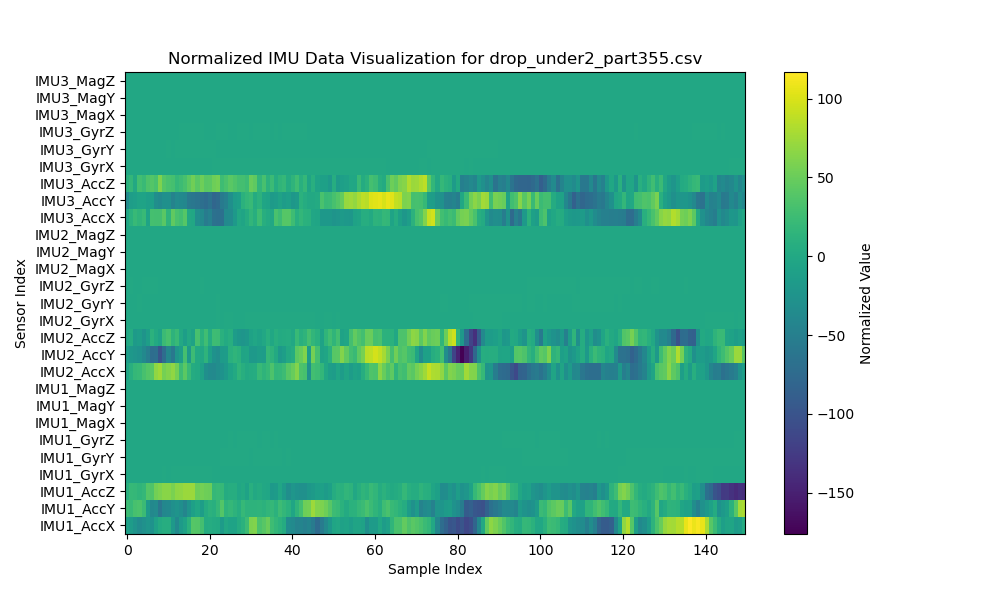 Normalized IMU Data Visualization for drop_under2_part355.csv
IMU3_MagZ
IMU3_MagY
IMU3_MagX
IMU3_GyrZ
IMU3_GyrY
IMU3_GyrX
IMU3_AccZ
IMU3_AccY
IMU3_AccX
IMU2_MagZ
IMU2_MagY
IMU2_MagX
IMU2_GyrZ
IMU2_GyrY
IMU2_GyrX
IMU2_AccZ
IMU2_AccY
IMU2_AccX
IMU1_MagZ
IMU1_MagY
IMU1_MagX
IMU1_GyrZ
IMU1_GyrY
IMU1_GyrX
IMU1_AccZ
IMU1_AccY
IMU1_AccX
Sensor Index
0 20 40 60 80 100 120 140
Sample Index
100
50
0
−50
−100
−150
Normalized Value